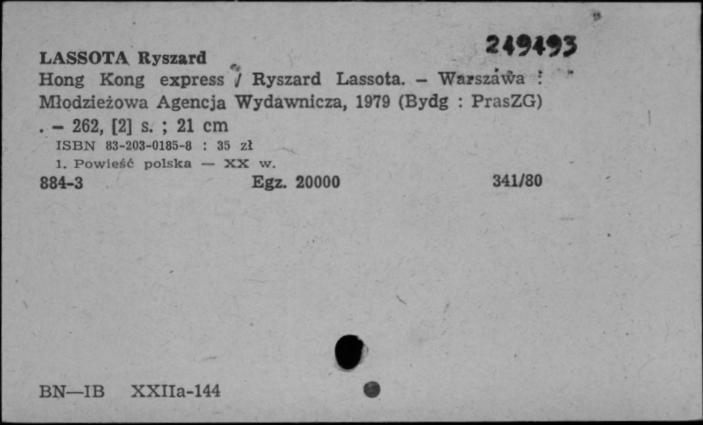 249493
LASSOTA Ryszard
Hong Kong express / Ryszard Lassota. — Warszawa :
Młodzieżowa Agencja Wydawnicza, 1979 (Bydg : PrasZG)
. — 262, [2] s. ; 21 cm
ISBN 83-203-0185-8 : 35 zł
1. Powieść polska — XX w.
884-3 Egz. 20000 341/80
BN—IB XXIIa-144